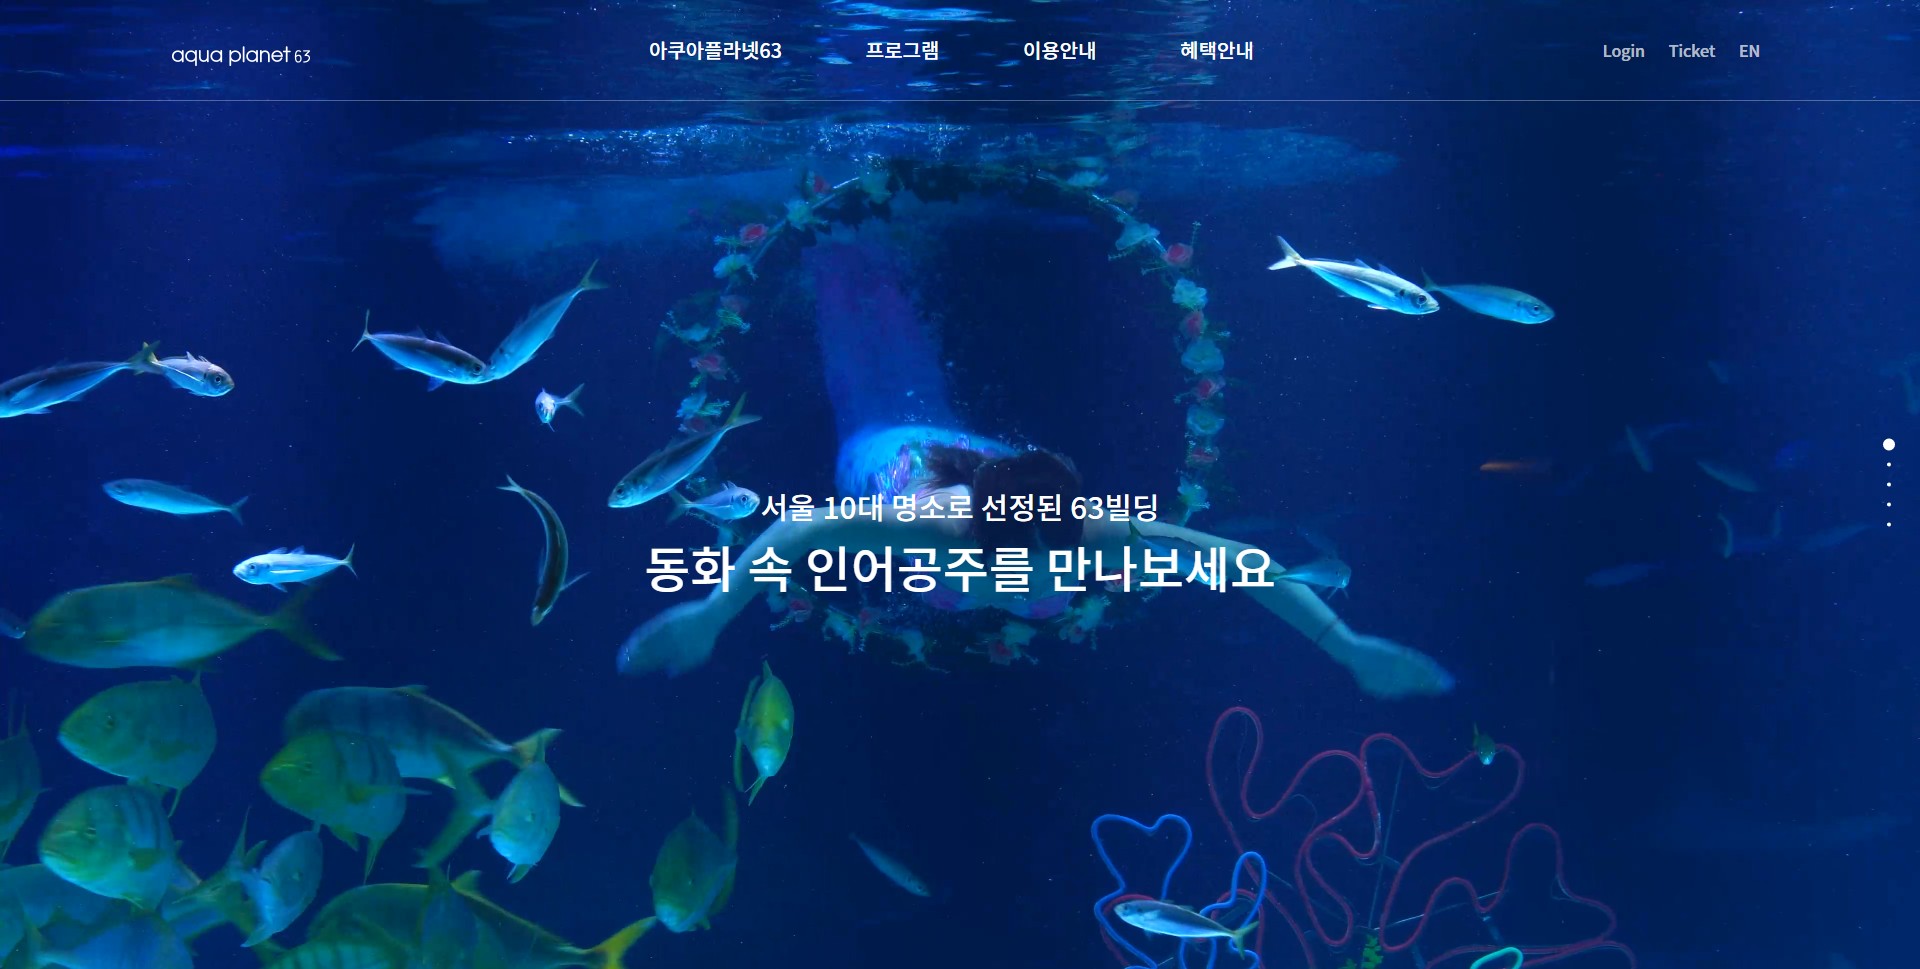 aqua planet 63
아쿠아플라넷63 프로그램 이용안내 혜택안내
Login Ticket EN
서울 10대 명소로 선정된 63빌딩
동화 속 인어공주를 만나보세요